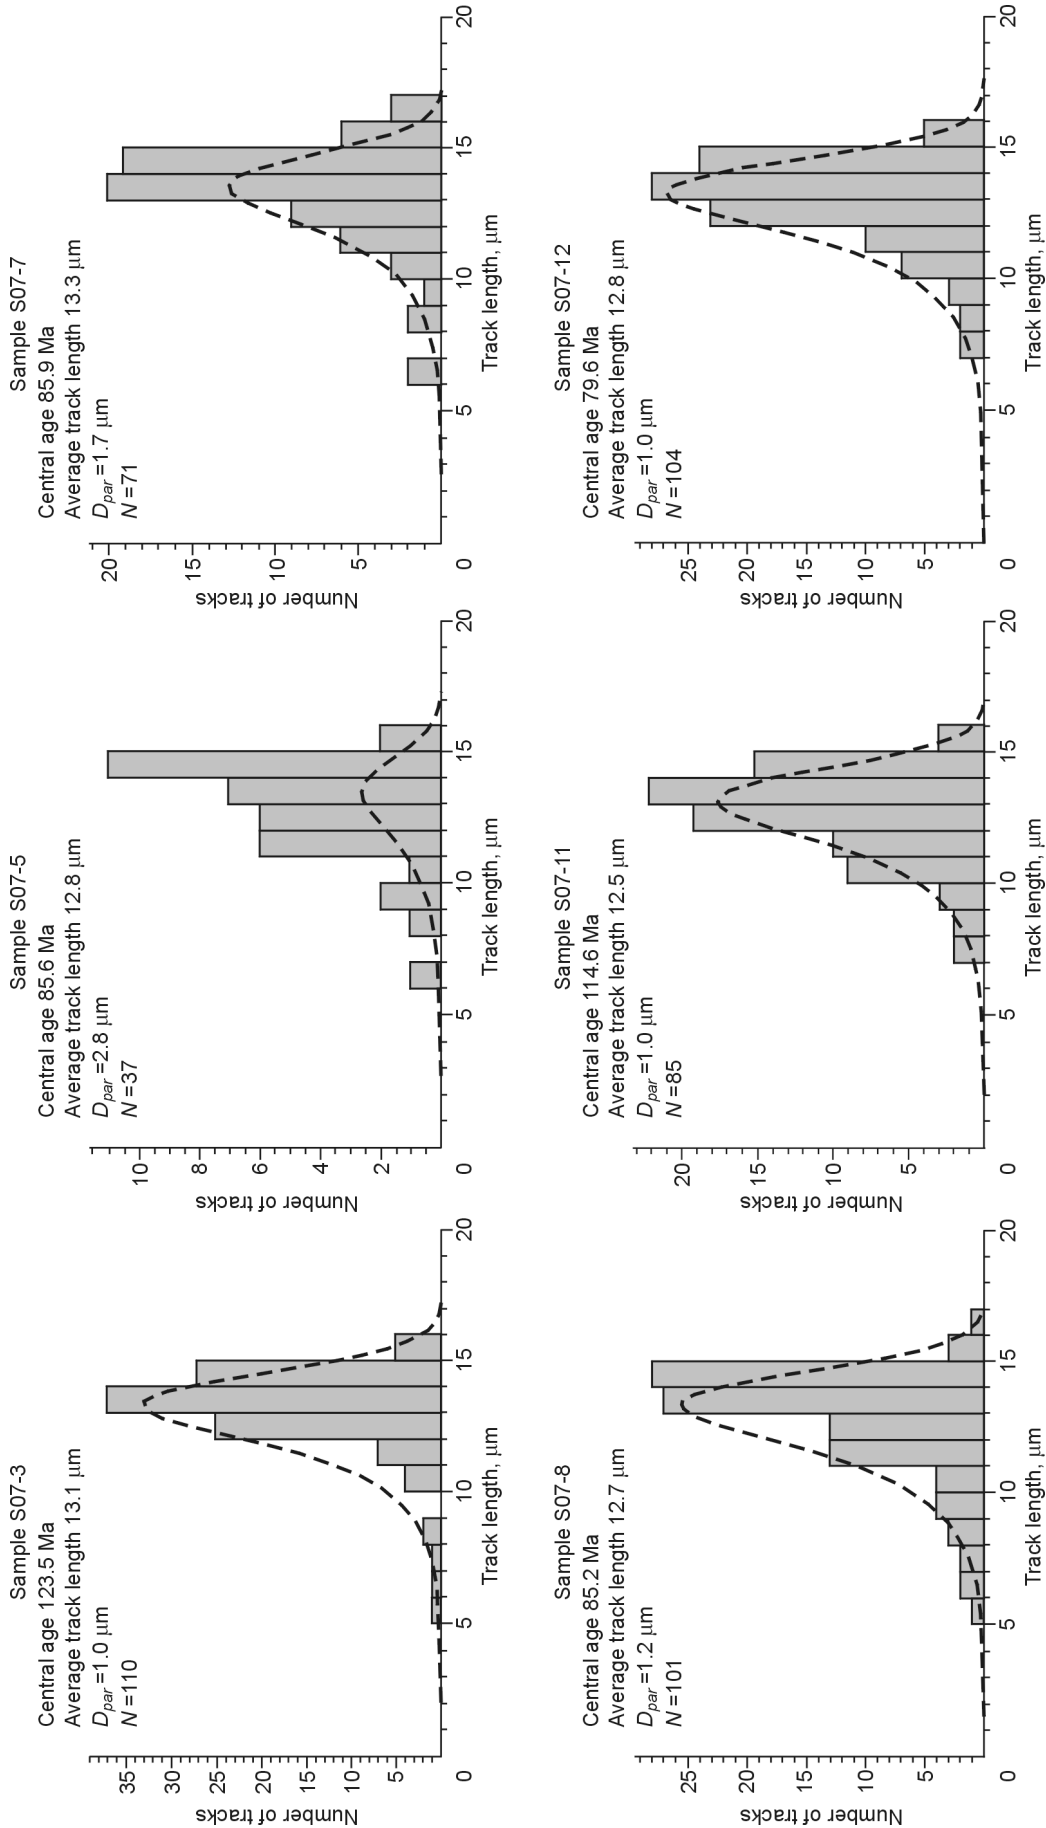 Sample S07-3
Central age 123.5 Ma
Average track length 13.1 µm
Dpar=1.0 µm
N=110
Number of tracks
35
30
25
20
15
10
5
0 5 10 15 20
Track length, µm
Sample S07-5
Central age 85.6 Ma
Average track length 12.8 µm
Dpar=2.8 µm
N=37
Number of tracks
10
8
6
4
2
0 5 10 15 20
Track length, µm
Sample S07-7
Central age 85.9 Ma
Average track length 13.3 µm
Dpar=1.7 µm
N=71
Number of tracks
20
15
10
5
0 5 10 15 20
Track length, µm
Sample S07-8
Central age 85.2 Ma
Average track length 12.7 µm
Dpar=1.2 µm
N=101
Number of tracks
25
20
15
10
5
0 5 10 15 20
Track length, µm
Sample S07-11
Central age 114.6 Ma
Average track length 12.5 µm
Dpar=1.0 µm
N=85
Number of tracks
20
15
10
5
0 5 10 15 20
Track length, µm
Sample S07-12
Central age 79.6 Ma
Average track length 12.8 µm
Dpar=1.0 µm
N=104
Number of tracks
25
20
15
10
5
0 5 10 15 20
Track length, µm